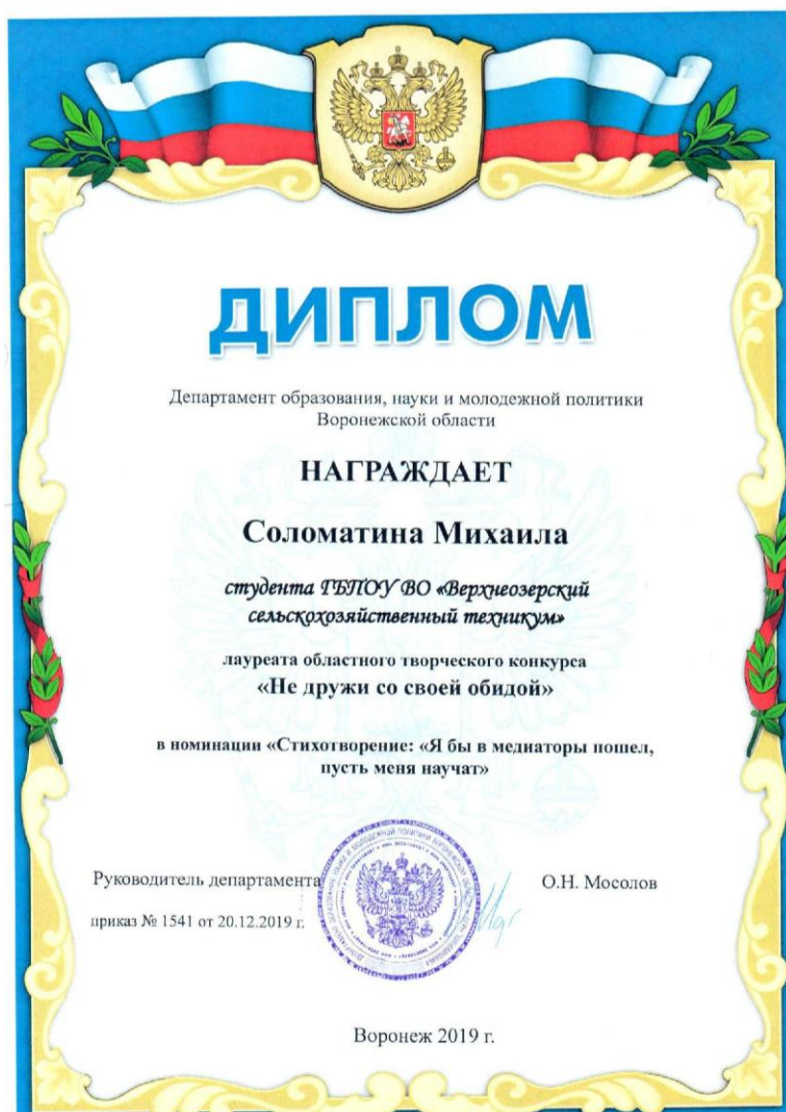 ДИПЛОМ
Департамент образования, науки и молодежной политики
Воронежской области
НАГРАЖДАЕТ
Соломатина Михаила
студента ГБПОУ ВО «Верхнеозерский
сельскохозяйственный техникум»
лауреата областного творческого конкурса
«Не дружи со своей обидой»
в номинации «Стихотворение: «Я бы в медиаторы пошел,
пусть меня научат»
Руководитель департамента
О.Н. Мосолов
приказ № 1541 от 20.12.2019 г.
Воронеж 2019 г.